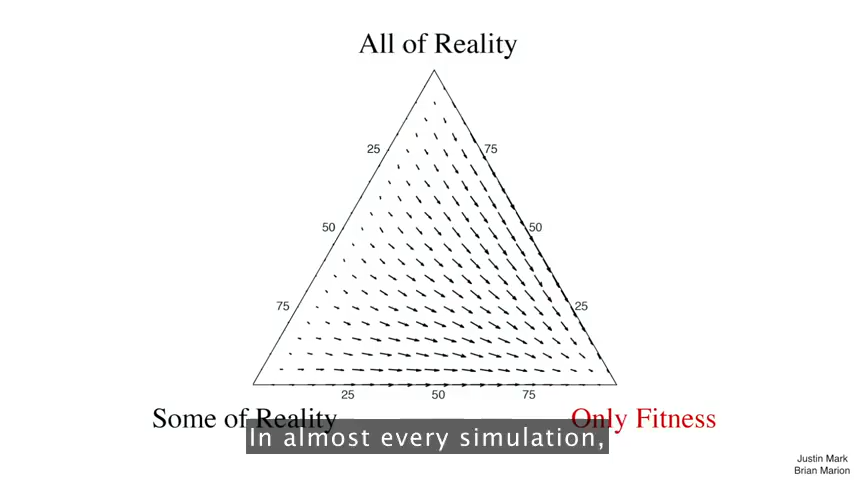 All of Reality
25
75
50
50
75
25
25
50
75
Some of Reality
Only Fitness
In almost every simulation,
Justin Mark
Brian Marion